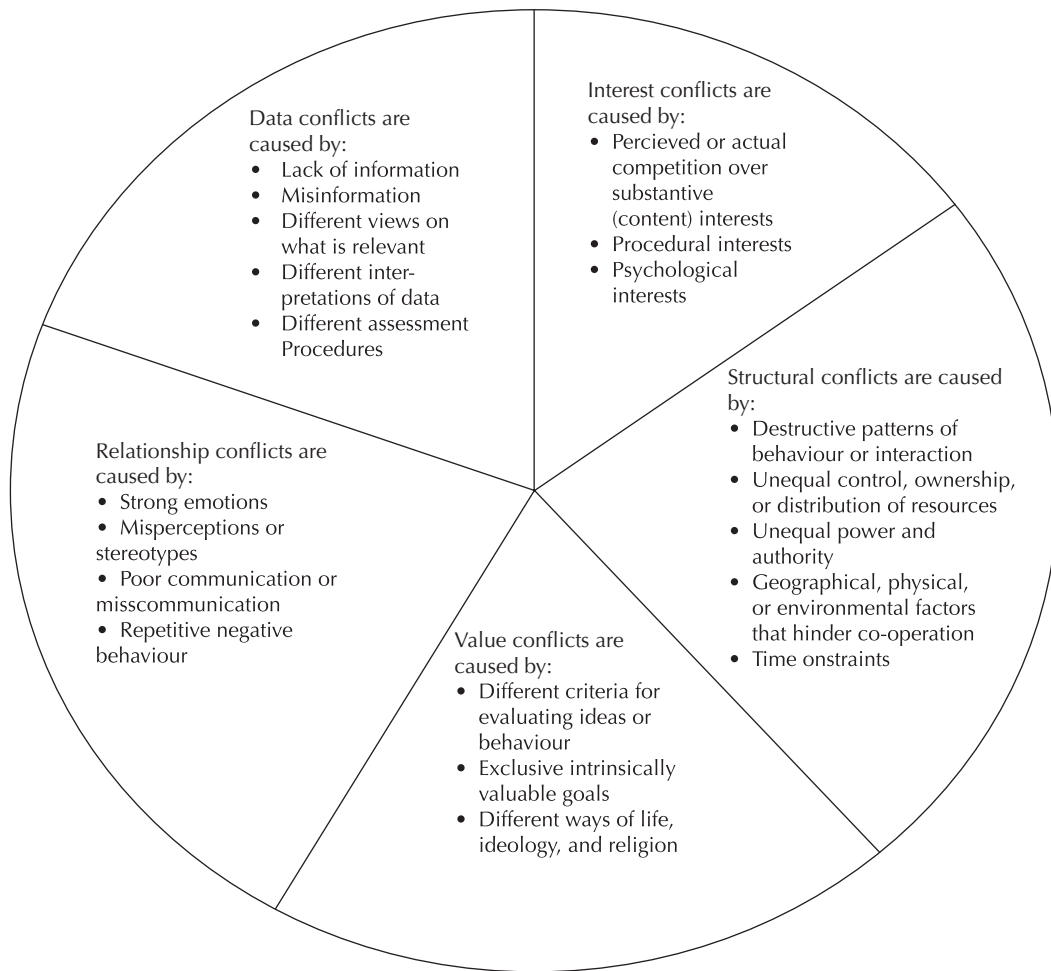 Data conflicts are
caused by:
• Lack of information
• Misinformation
• Different views on
what is relevant
• Different inter-
pretations of data
• Different assessment
Procedures
Interest conflicts are
caused by:
• Percieved or actual
competition over
substantive
(content) interests
• Procedural interests
• Psychological
interests
Structural conflicts are caused
by:
• Destructive patterns of
behaviour or interaction
• Unequal control, ownership,
or distribution of resources
• Unequal power and
authority
• Geographical, physical,
or environmental factors
that hinder co-operation
• Time onstraints
Value conflicts are
caused by:
• Different criteria for
evaluating ideas or
behaviour
• Exclusive intrinsically
valuable goals
• Different ways of life,
ideology, and religion
Relationship conflicts are
caused by:
• Strong emotions
• Misperceptions or
stereotypes
• Poor communication or
misscommunication
• Repetitive negative
behaviour